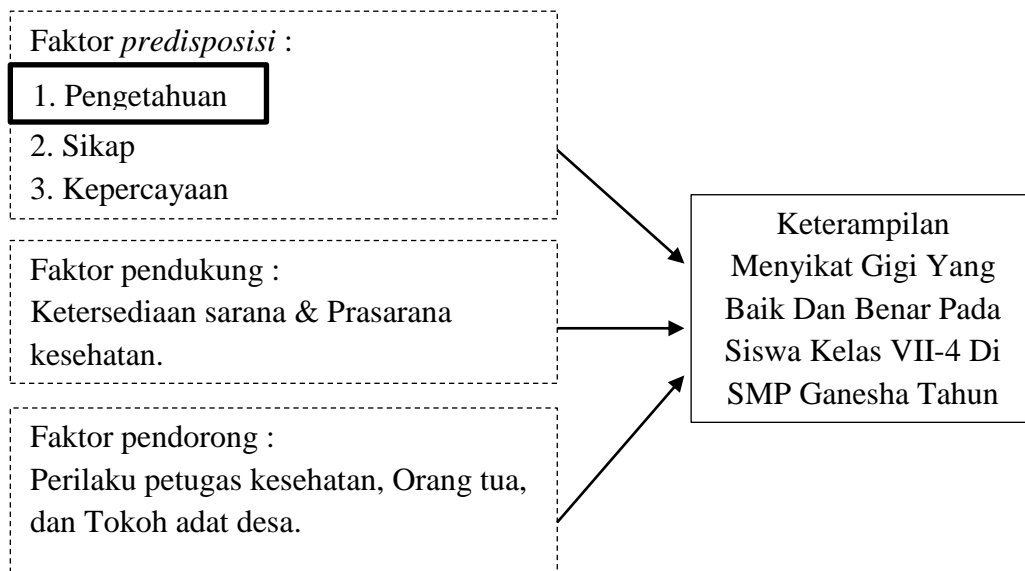 Faktor predisposisi :
1. Pengetahuan
2. Sikap
3. Kepercayaan
Faktor pendukung :
Ketersediaan sarana & Prasarana
kesehatan.
Faktor pendorong :
Perilaku petugas kesehatan, Orang tua,
dan Tokoh adat desa.
Keterampilan
Menyikat Gigi Yang
Baik Dan Benar Pada
Siswa Kelas VII-4 Di
SMP Ganesha Tahun